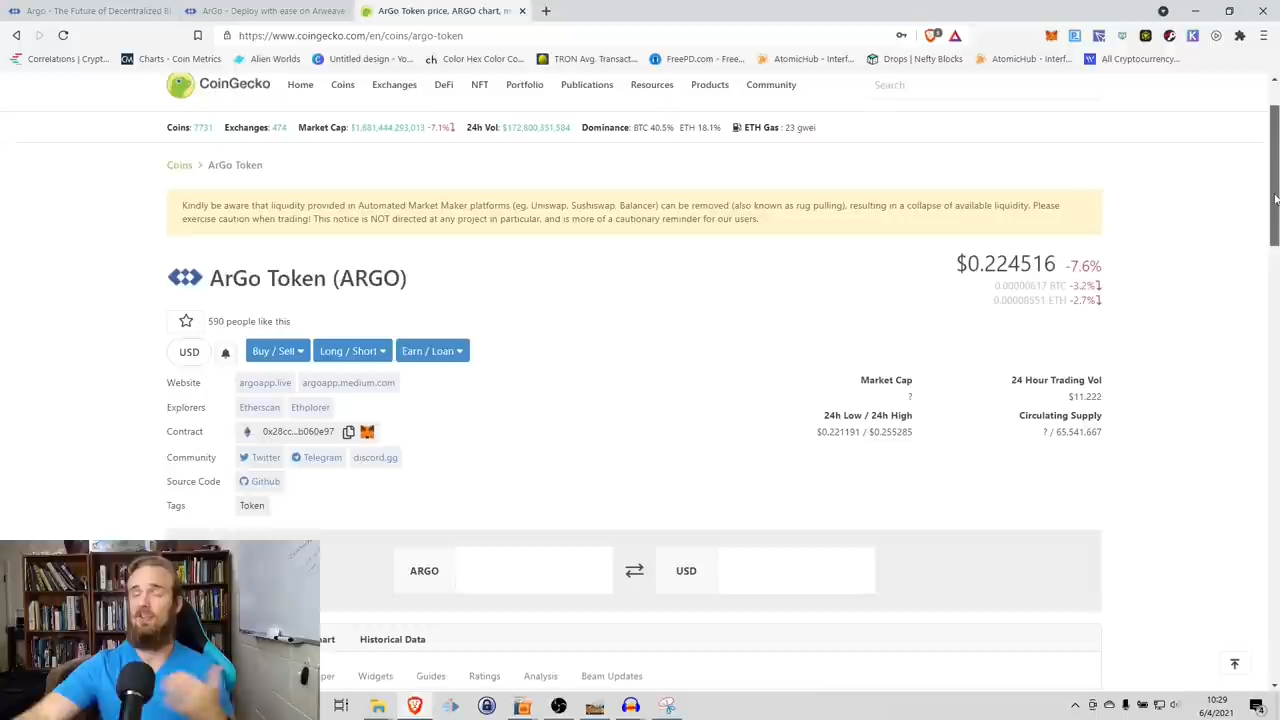 Argo - The Future of Decentralized Bl
ArGo Token price, ARGO chart, m
https://www.coingecko.com/en/coins/argo-token
Correlations | Crypt...
Charts - Coin Metrics
Alien Worlds
Untitled design - Yo...
Color Hex Color Co...
TRON Avg. Transact...
FreePD.com - Free...
AtomicHub - Interf...
Drops | Nefty Blocks
AtomicHub - Interf...
All Cryptocurrency...
CoinGecko
Home
Coins
Exchanges
DeFi
NFT
Portfolio
Publications
Resources
Products
Community
Search
Coins: 7731 Exchanges: 474 Market Cap: $1,681,444,293,013 -7.1% 24h Vol: $172,800,351,584 Dominance: BTC 40.5% ETH 18.1% ETH Gas : 23 gwei
Coins > ArGo Token
Kindly be aware that liquidity provided in Automated Market Maker platforms (eg. Uniswap, Sushiswap, Balancer) can be removed (also known as rug pulling), resulting in a collapse of available liquidity. Please
exercise caution when trading! This notice is NOT directed at any project in particular, and is more of a cautionary reminder for our users.
ArGo Token (ARGO)
$0.224516 -7.6%
0.00000617 BTC -3.2%
0.00008551 ETH -2.7%
590 people like this
USD
Buy / Sell
Long / Short
Earn / Loan
Website argoapp.live argoapp.medium.com
Explorers Etherscan Ethplorer
Contract 0x28cc...b060e97
Community Twitter Telegram discord.gg
Source Code Github
Tags Token
Market Cap
?
24 Hour Trading Vol
$11,222
24h Low / 24h High
$0.221191 / $0.255285
Circulating Supply
? / 65,541,667
ARGO
USD
hart
Historical Data
per
Widgets
Guides
Ratings
Analysis
Beam Updates
10:29
6/4/2021